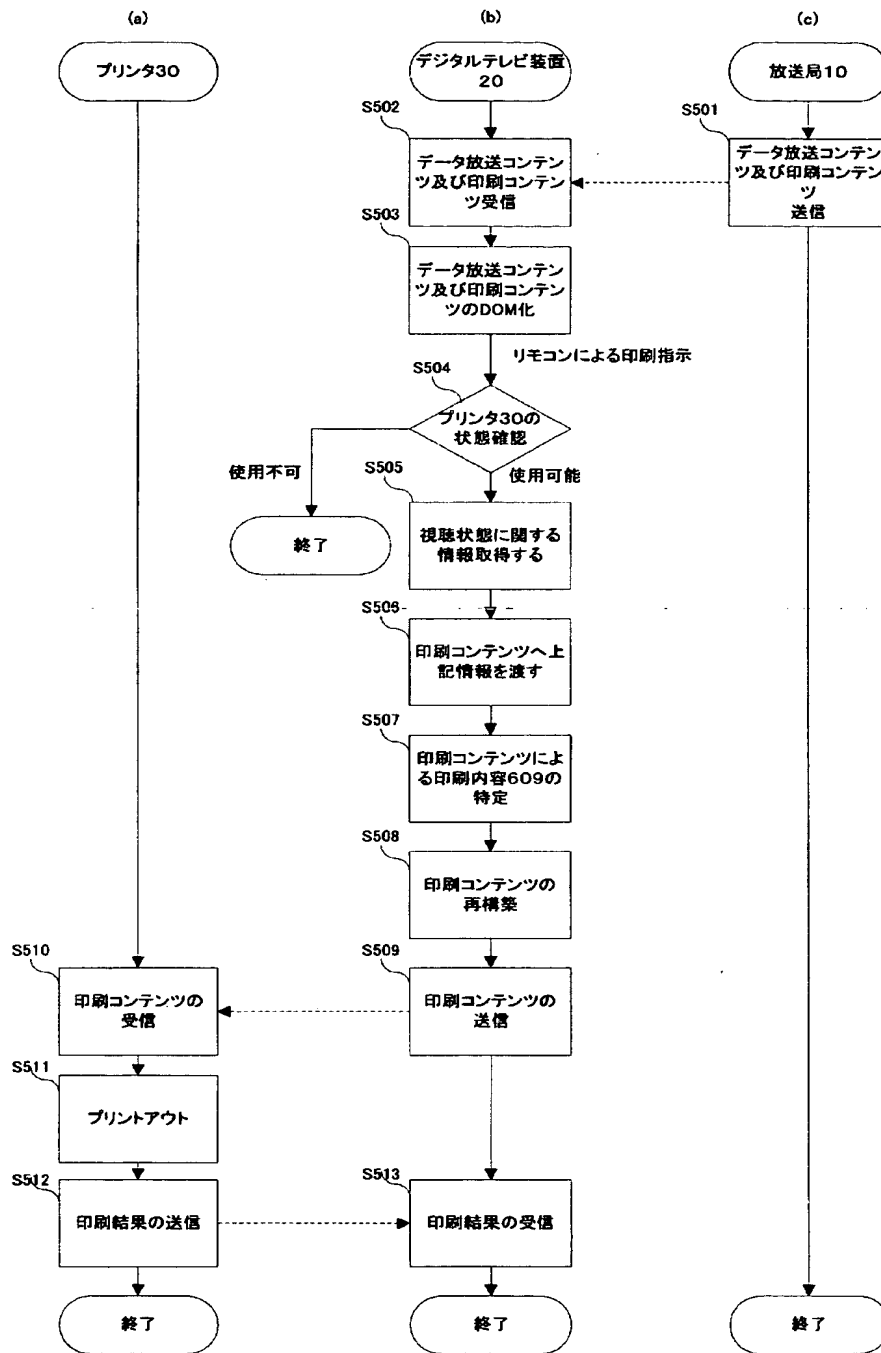 (a)
(b)
(c)
プリンタ30
デジタルテレビ装置
20
放送局10
S502
S501
データ放送コンテン
ツ及び印刷コンテン
ツ受信
データ放送コンテン
ツ及び印刷コンテン
ツ
送信
S503
データ放送コンテン
ツ及び印刷コンテン
ツのDOM化
リモコンによる印刷指示
S504
プリンタ30の
状態確認
使用不可
使用可能
S505
終了
視聴状態に関する
情報取得する
S506
印刷コンテンツへ上
記情報を渡す
S507
印刷コンテンツによ
る印刷内容609の
特定
S508
印刷コンテンツの
再構築
S510
S509
印刷コンテンツの
受信
印刷コンテンツの
送信
S511
プリントアウト
S512
S513
印刷結果の送信
印刷結果の受信
終了
終了
終了